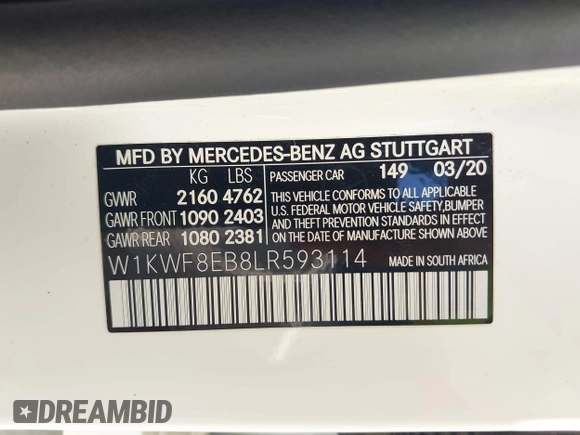 MFD BY MERCEDES-BENZ AG STUTTGART
KG LBS
PASSENGER CAR 149 03/20
GVWR 2160 4762
GAWR FRONT 1090 2403
GAWR REAR 1080 2381
THIS VEHICLE CONFORMS TO ALL APPLICABLE
U.S. FEDERAL MOTOR VEHICLE SAFETY,BUMPER
AND THEFT PREVENTION STANDARDS IN EFFECT
ON THE DATE OF MANUFACTURE SHOWN ABOVE
W1KWF8EB8LR593114 MADE IN SOUTH AFRICA
DREAMBID